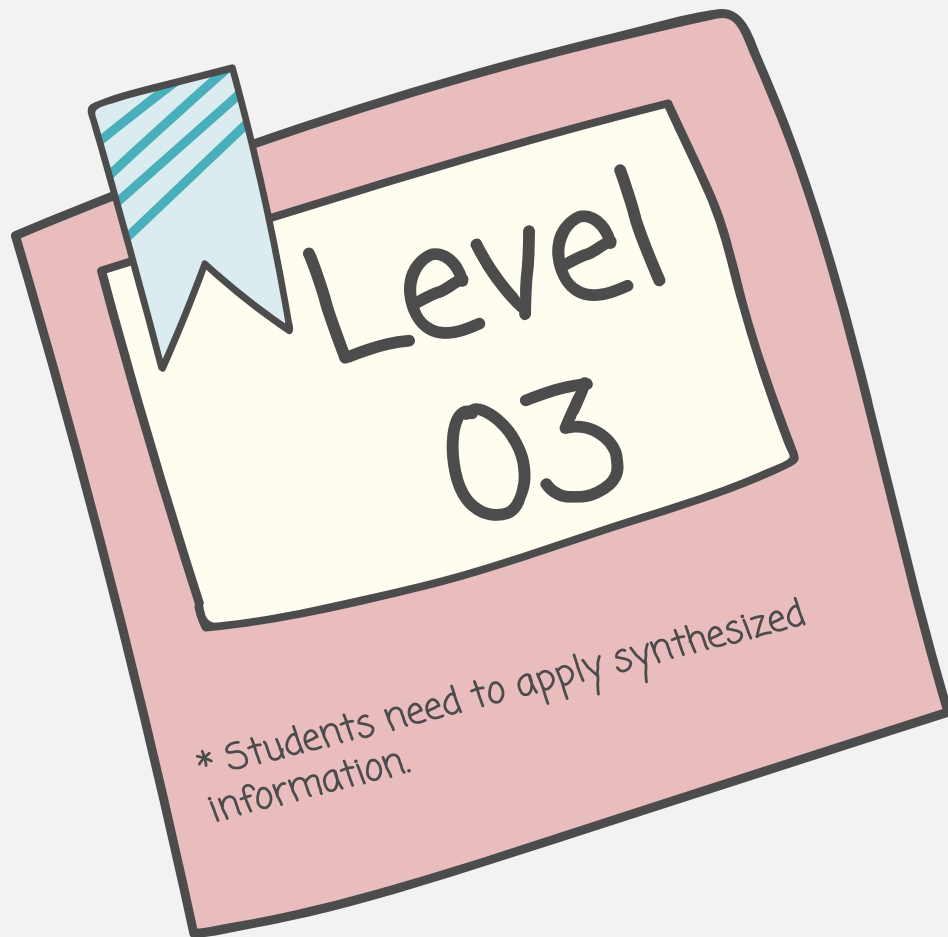 Level
03
* Students need to apply synthesized
information.